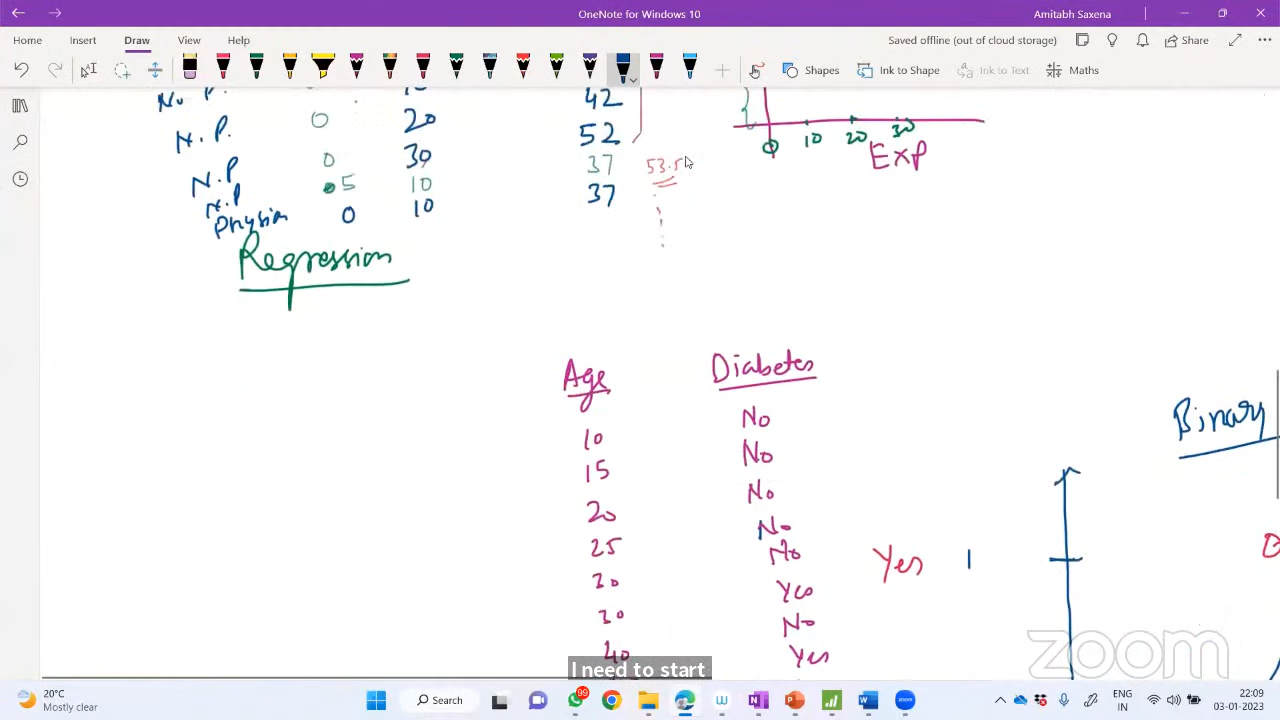 OneNote for Windows 10
Amitabh Saxena
Home Insert Draw View Help
Saved offline (out of cloud storage) Share
Shapes Ink to Shape Ink to Text Maths
42
0 20 52
N.P.
0 30 37 53.5
N.P 5 10 37
N.P
0 10
0 10 20 30
Exp
Regression
Age Diabetes
10 No
15 No
20 No
25 No
30 No
30 Yes
40 No
Yes
Yes 1
Binary
zoom
I need to start
20°C
Mostly cloudy
Search
99
ENG
IN
22:09
03-01-2023